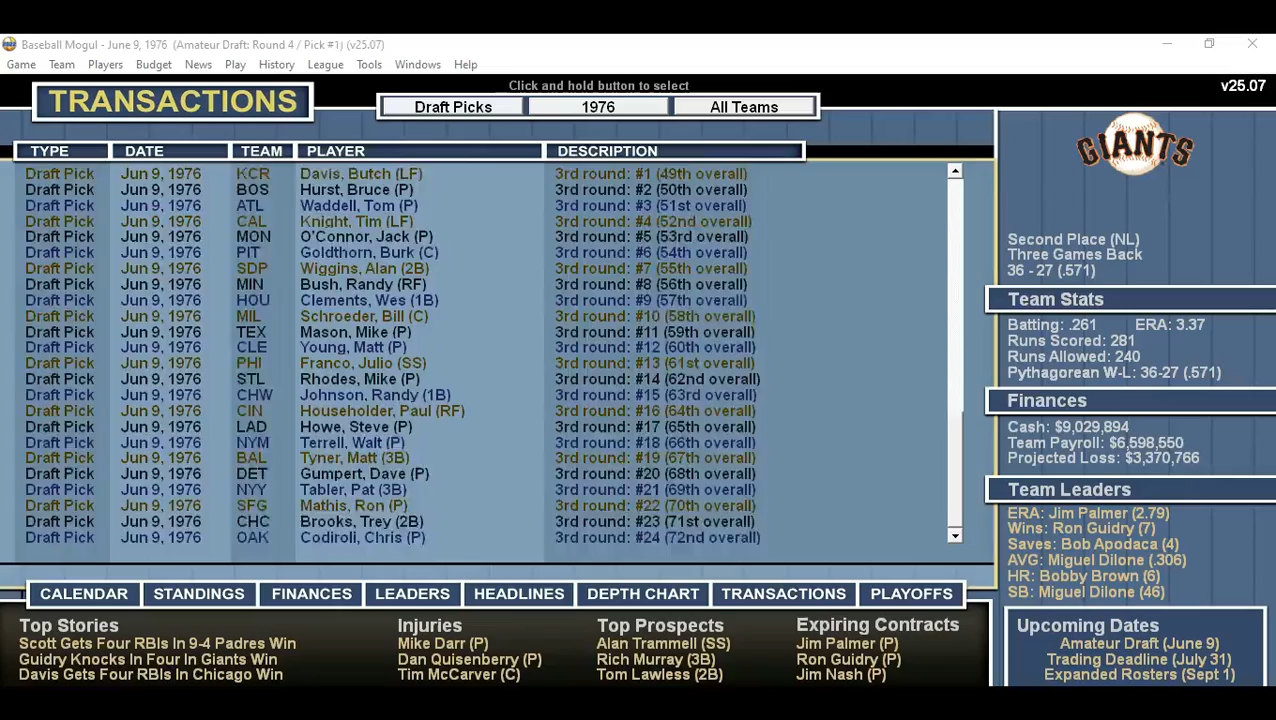 Baseball Mogul - June 9, 1976 (Amateur Draft: Round 4 / Pick #1) (v25.07)
Game Team Players Budget News Play History League Tools Windows Help
Click and hold button to select
v25.07
TRANSACTIONS
Draft Picks 1976 All Teams
GIANTS
TYPE DATE TEAM PLAYER DESCRIPTION
Draft Pick Jun 9, 1976 KCR Davis, Butch (LF) 3rd round: #1 (49th overall)
Draft Pick Jun 9, 1976 BOS Hurst, Bruce (P) 3rd round: #2 (50th overall)
Draft Pick Jun 9, 1976 ATL Waddell, Tom (P) 3rd round: #3 (51st overall)
Draft Pick Jun 9, 1976 CAL Knight, Tim (LF) 3rd round: #4 (52nd overall)
Draft Pick Jun 9, 1976 MON O'Connor, Jack (P) 3rd round: #5 (53rd overall)
Draft Pick Jun 9, 1976 PIT Goldthorn, Burk (C) 3rd round: #6 (54th overall)
Draft Pick Jun 9, 1976 SDP Wiggins, Alan (2B) 3rd round: #7 (55th overall)
Draft Pick Jun 9, 1976 MIN Bush, Randy (RF) 3rd round: #8 (56th overall)
Draft Pick Jun 9, 1976 HOU Clements, Wes (1B) 3rd round: #9 (57th overall)
Draft Pick Jun 9, 1976 MIL Schroeder, Bill (C) 3rd round: #10 (58th overall)
Draft Pick Jun 9, 1976 TEX Mason, Mike (P) 3rd round: #11 (59th overall)
Draft Pick Jun 9, 1976 CLE Young, Matt (P) 3rd round: #12 (60th overall)
Draft Pick Jun 9, 1976 PHI Franco, Julio (SS) 3rd round: #13 (61st overall)
Draft Pick Jun 9, 1976 STL Rhodes, Mike (P) 3rd round: #14 (62nd overall)
Draft Pick Jun 9, 1976 CHW Johnson, Randy (1B) 3rd round: #15 (63rd overall)
Draft Pick Jun 9, 1976 CIN Householder, Paul (RF) 3rd round: #16 (64th overall)
Draft Pick Jun 9, 1976 LAD Howe, Steve (P) 3rd round: #17 (65th overall)
Draft Pick Jun 9, 1976 NYM Terrell, Walt (P) 3rd round: #18 (66th overall)
Draft Pick Jun 9, 1976 BAL Tyner, Matt (3B) 3rd round: #19 (67th overall)
Draft Pick Jun 9, 1976 DET Gumpert, Dave (P) 3rd round: #20 (68th overall)
Draft Pick Jun 9, 1976 NYY Tabler, Pat (3B) 3rd round: #21 (69th overall)
Draft Pick Jun 9, 1976 SFG Mathis, Ron (P) 3rd round: #22 (70th overall)
Draft Pick Jun 9, 1976 CHC Brooks, Trey (2B) 3rd round: #23 (71st overall)
Draft Pick Jun 9, 1976 OAK Codiroli, Chris (P) 3rd round: #24 (72nd overall)
Second Place (NL)
Three Games Back
36 - 27 (.571)
Team Stats
Batting: .261 ERA: 3.37
Runs Scored: 281
Runs Allowed: 240
Pythagorean W-L: 36-27 (.571)
Finances
Cash: $9,029,894
Team Payroll: $6,598,550
Projected Loss: $3,370,766
Team Leaders
ERA: Jim Palmer (2.79)
Wins: Ron Guidry (7)
Saves: Bob Apodaca (4)
AVG: Miguel Dilone (.306)
HR: Bobby Brown (6)
SB: Miguel Dilone (46)
CALENDAR STANDINGS FINANCES LEADERS HEADLINES DEPTH CHART TRANSACTIONS PLAYOFFS
Top Stories
Scott Gets Four RBIs In 9-4 Padres Win
Guidry Knocks In Four In Giants Win
Davis Gets Four RBIs In Chicago Win
Injuries
Mike Darr (P)
Dan Quisenberry (P)
Tim McCarver (C)
Top Prospects
Alan Trammell (SS)
Rich Murray (3B)
Tom Lawless (2B)
Expiring Contracts
Jim Palmer (P)
Ron Guidry (P)
Jim Nash (P)
Upcoming Dates
Amateur Draft (June 9)
Trading Deadline (July 31)
Expanded Rosters (Sept 1)